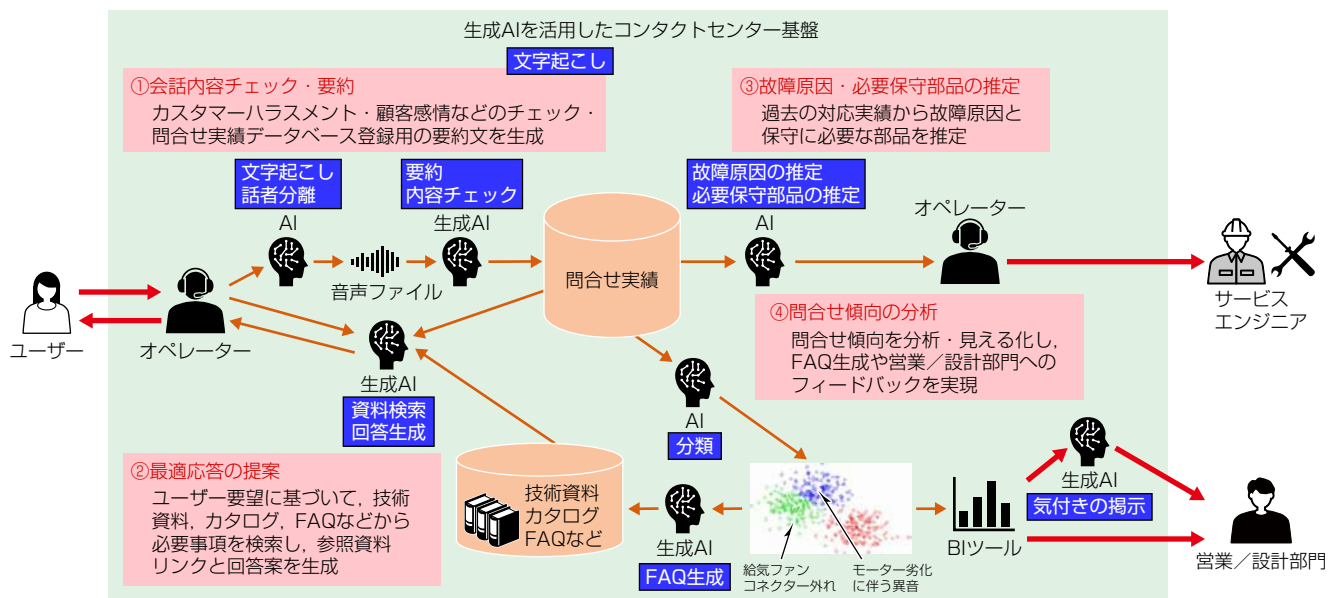 生成AIを活用したコンタクトセンター基盤
文字起こし
①会話内容チェック・要約
カスタマーハラスメント・顧客感情などのチェック・
問合せ実績データベース登録用の要約文を生成
③故障原因・必要保守部品の推定
過去の対応実績から故障原因と
保守に必要な部品を推定
文字起こし
話者分離
AI
要約
内容チェック
生成AI
故障原因の推定
必要保守部品の推定
AI
オペレーター
音声ファイル
問合せ実績
ユーザー
オペレーター
サービス
エンジニア
生成AI
資料検索
回答生成
④問合せ傾向の分析
問合せ傾向を分析・見える化し，
FAQ生成や営業／設計部門への
フィードバックを実現
AI
分類
②最適応答の提案
ユーザー要望に基づいて，技術
資料，カタログ，FAQなどから
必要事項を検索し，参照資料
リンクと回答案を生成
技術資料
カタログ
FAQなど
生成AI
FAQ生成
給気ファン
コネクター外れ
モーター劣化
に伴う異音
BIツール
生成AI
気付きの掲示
営業／設計部門